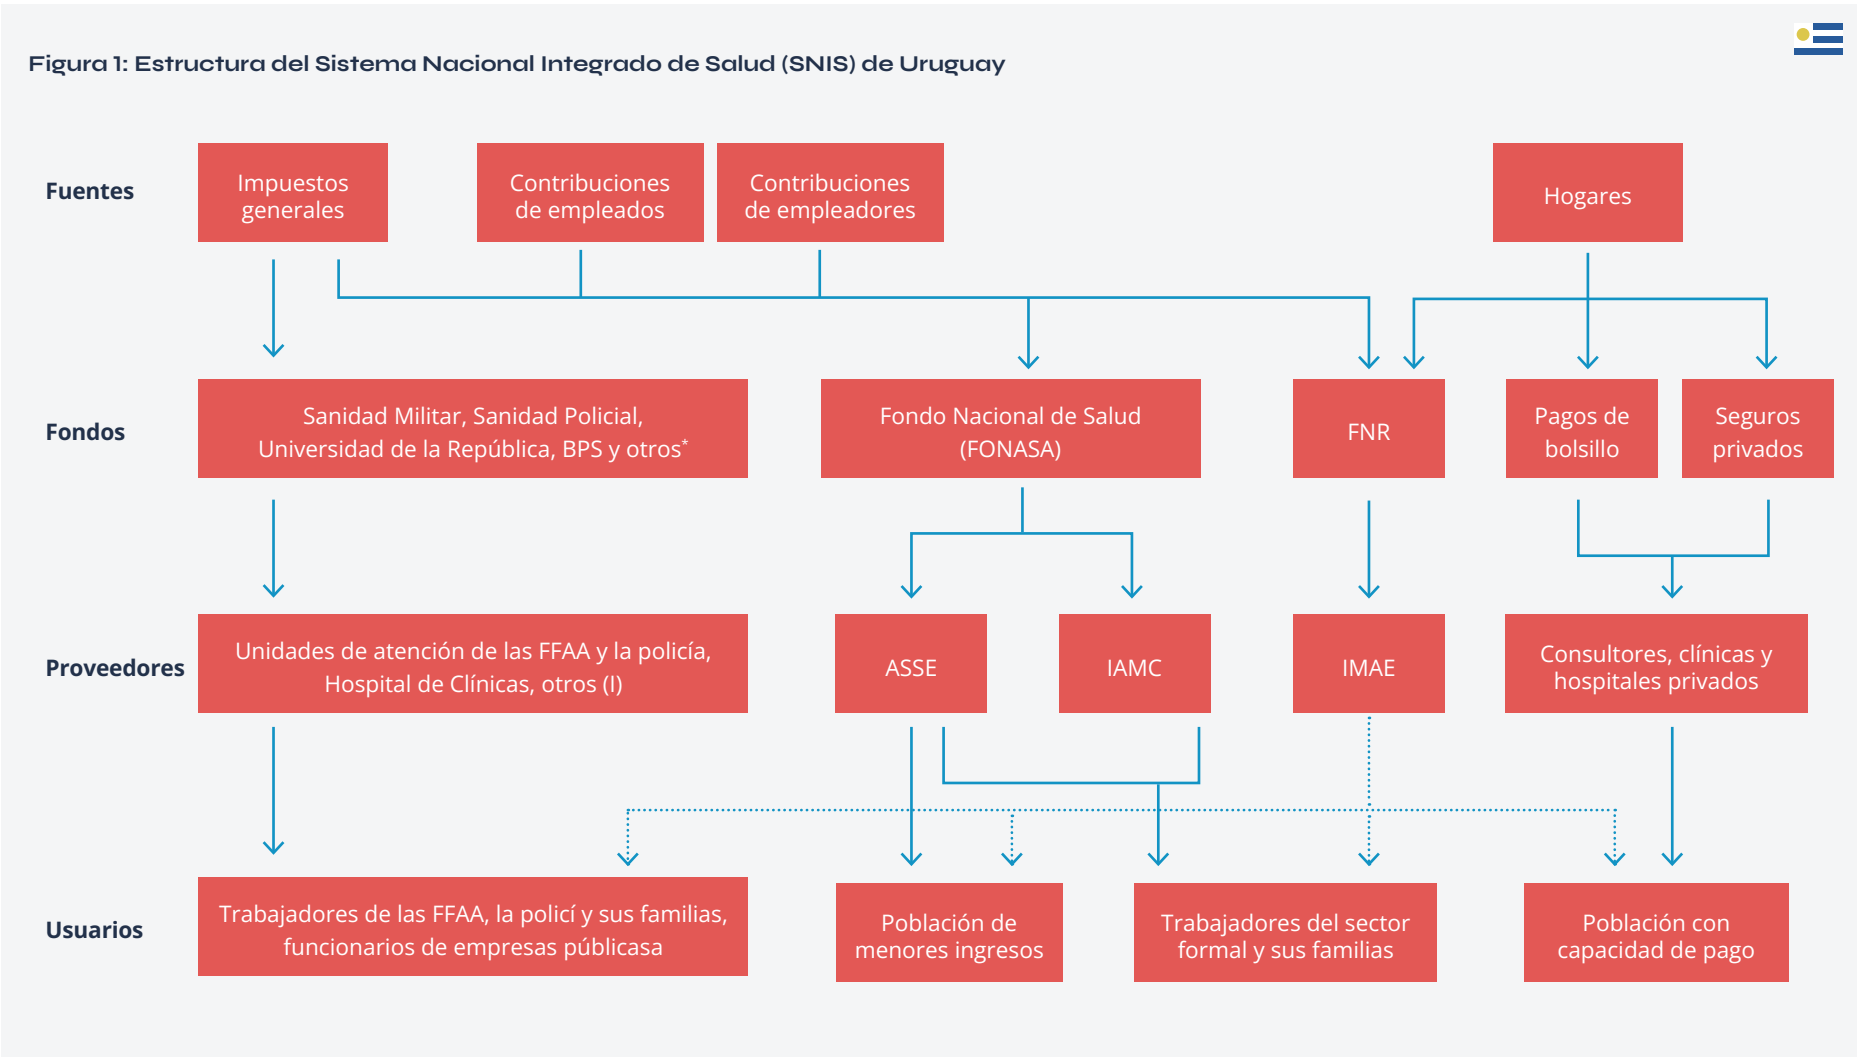 Figura 1: Estructura del Sistema Nacional Integrado de Salud (SNIS) de Uruguay
Fuentes
Impuestos
generales
Contribuciones
de empleados
Contribuciones
de empleadores
Hogares
Fondos
Sanidad Militar, Sanidad Policial,
Universidad de la República, BPS y otros*
Fondo Nacional de Salud
(FONASA)
FNR
Pagos de
bolsillo
Seguros
privados
Proveedores
Unidades de atención de las FFAA y la policía,
Hospital de Clínicas, otros (I)
ASSE
IAMC
IMAE
Consultores, clínicas y
hospitales privados
Usuarios
Trabajadores de las FFAA, la policí y sus familias,
funcionarios de empresas públicasa
Población de
menores ingresos
Trabajadores del sector
formal y sus familias
Población con
capacidad de pago